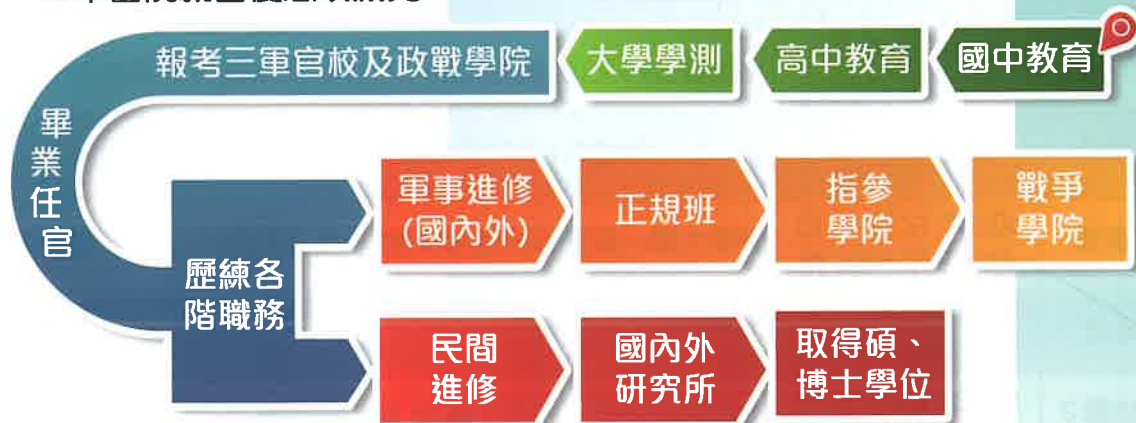 國中教育
高中教育
大學學測
報考三軍官校及政戰學院
畢業任官
歷練各
階職務
軍事進修
(國內外)
正規班
指參
學院
戰爭
學院
民間
進修
國內外
研究所
取得碩、
博士學位